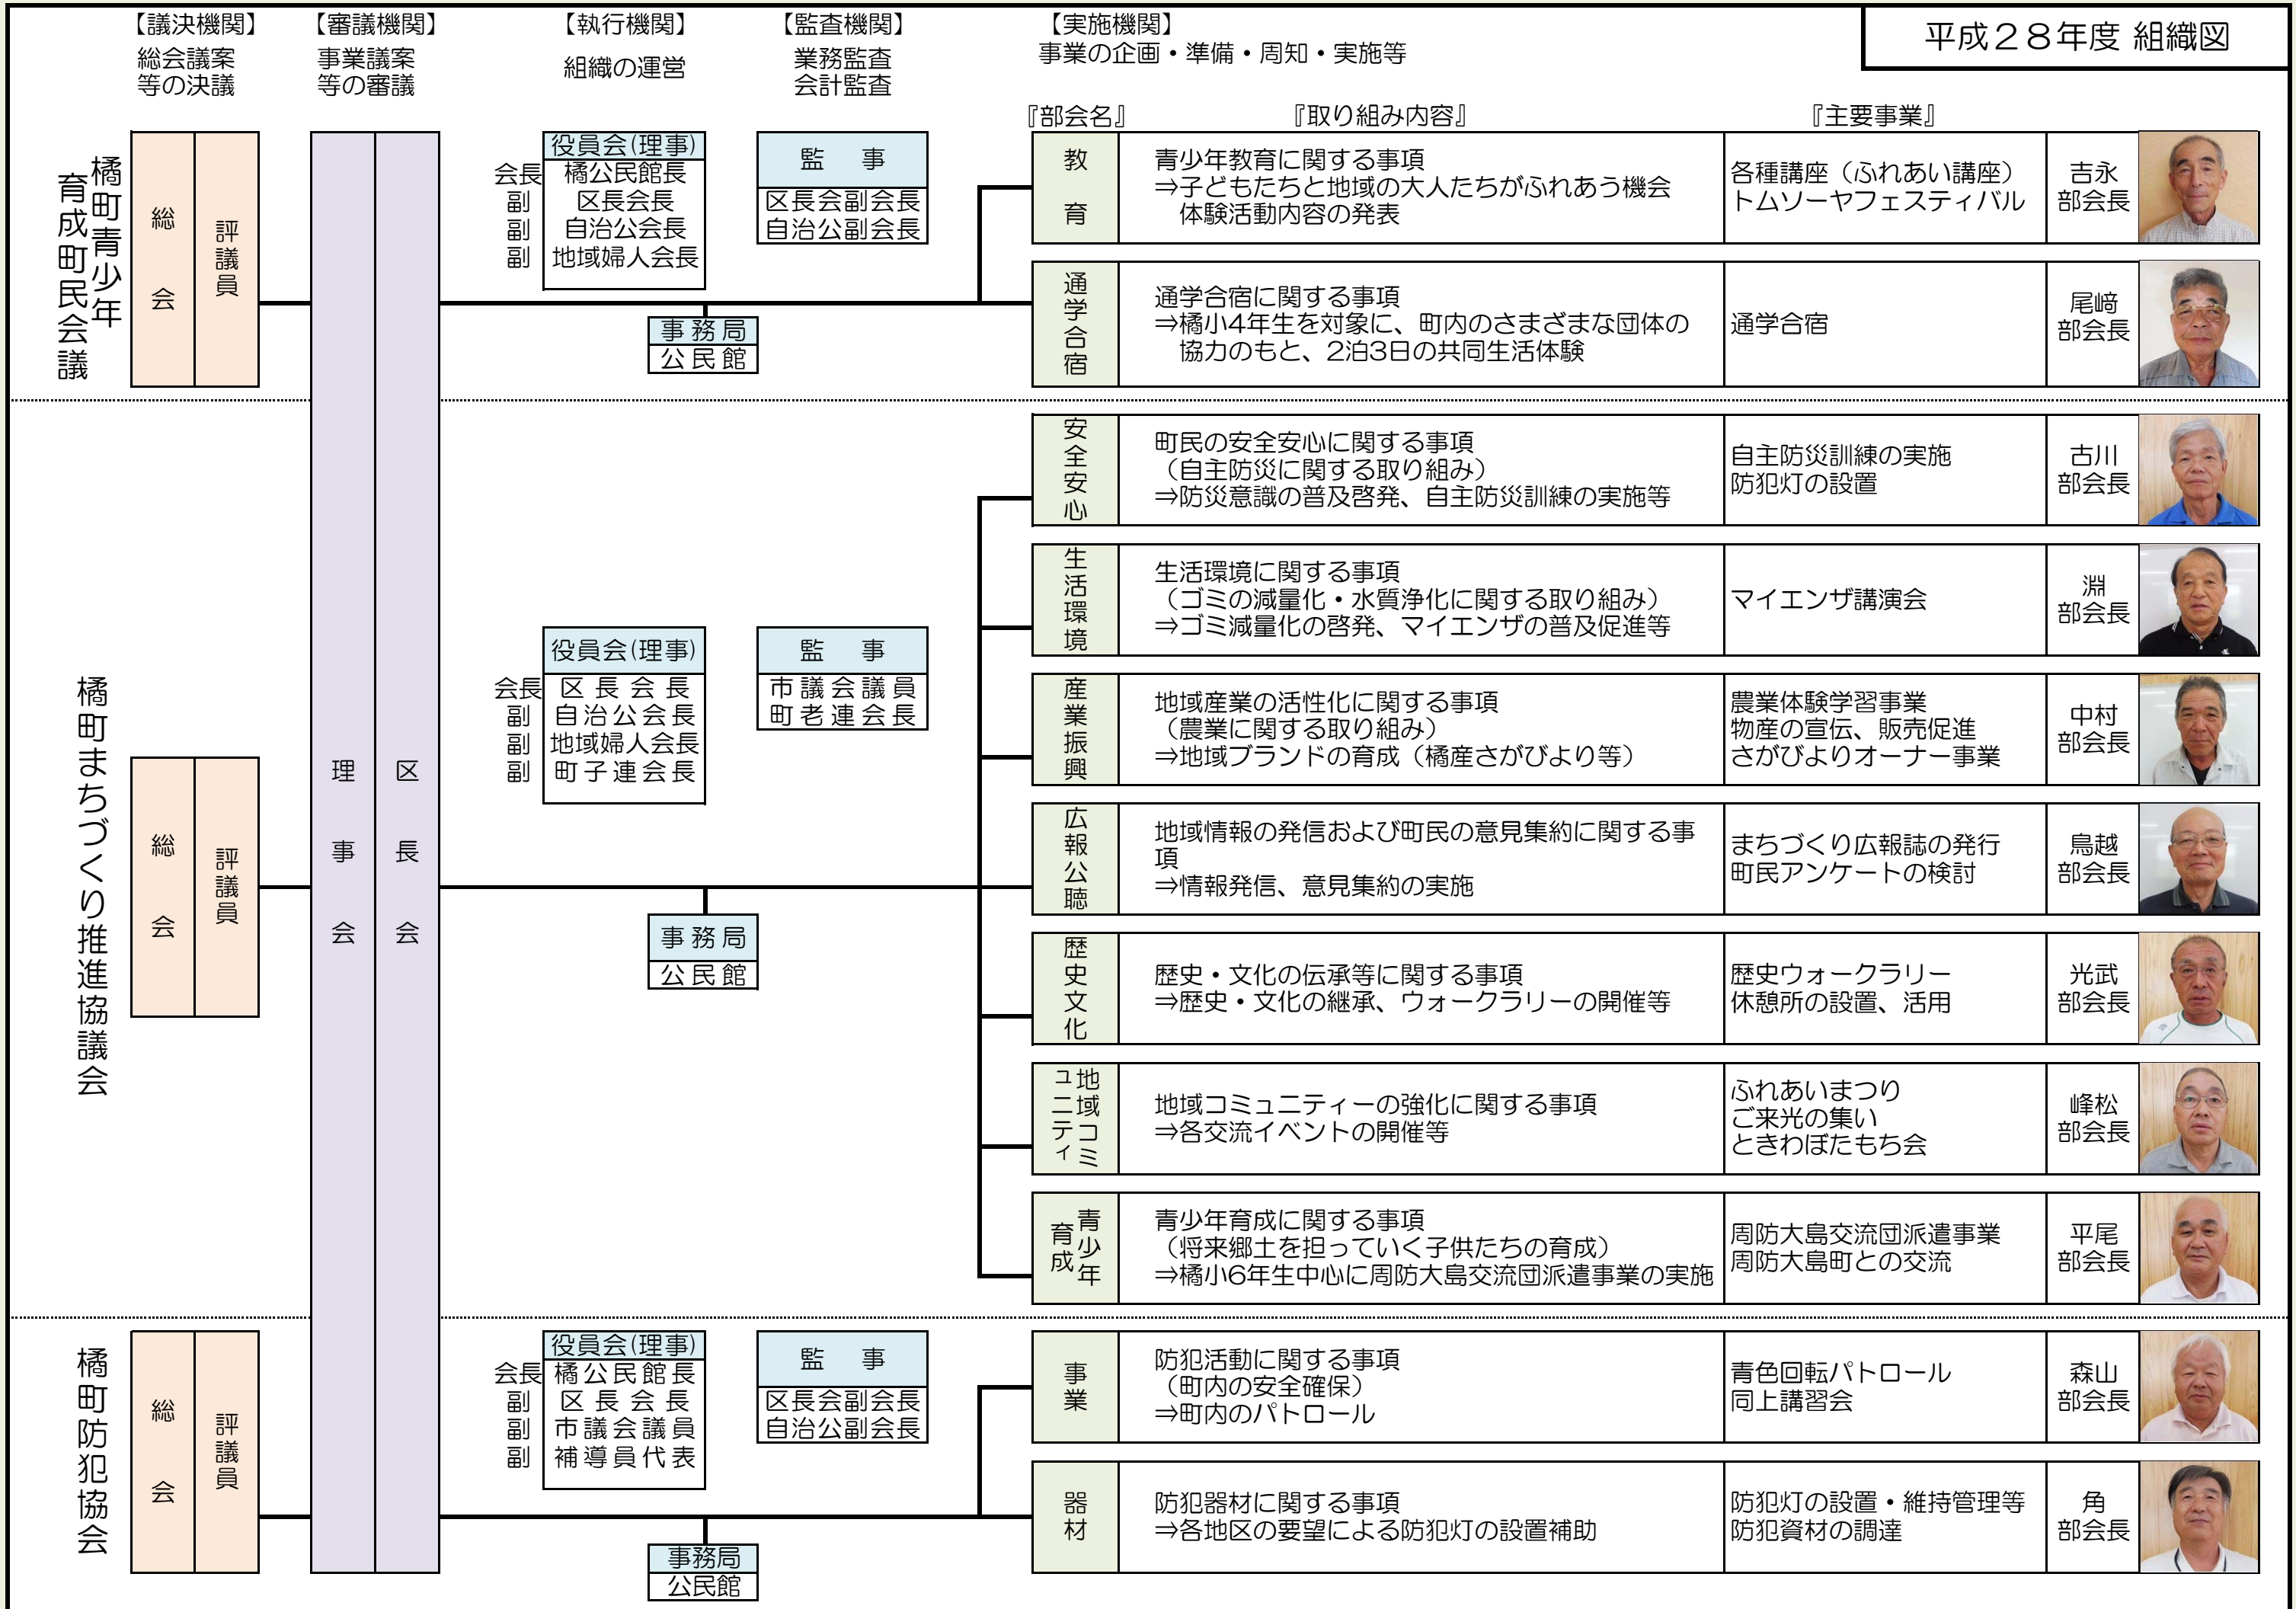 平成２８年度 組織図
【議決機関】
総会議案
等の決議
【審議機関】
事業議案
等の審議
【執行機関】
組織の運営
【監査機関】
業務監査
会計監査
【実施機関】
事業の企画・準備・周知・実施等
『部会名』
『取り組み内容』
『主要事業』
橘町青少年
育成町民会議
総会
評議員
理事会
区長会
役員会(理事)
会長 橘公民館長
副 区長会長
副 自治公会長
副 地域婦人会長
監 事
区長会副会長
自治公副会長
事務局
公民館
教育
青少年教育に関する事項
⇒子どもたちと地域の大人たちがふれあう機会
体験活動内容の発表
各種講座（ふれあい講座）
トムソーヤフェスティバル
吉永
部会長
通学合宿
通学合宿に関する事項
⇒橘小4年生を対象に、町内のさまざまな団体の
協力のもと、2泊3日の共同生活体験
通学合宿
尾﨑
部会長
橘町まちづくり推進協議会
総会
評議員
役員会(理事)
会長 区長会長
副 自治公会長
副 地域婦人会長
副 町子連会長
監 事
市議会議員
町老連会長
事務局
公民館
安全安心
町民の安全安心に関する事項
（自主防災に関する取り組み）
⇒防災意識の普及啓発、自主防災訓練の実施等
自主防災訓練の実施
防犯灯の設置
古川
部会長
生活環境
生活環境に関する事項
（ゴミの減量化・水質浄化に関する取り組み）
⇒ゴミ減量化の啓発、マイエンザの普及促進等
マイエンザ講演会
淵
部会長
産業振興
地域産業の活性化に関する事項
（農業に関する取り組み）
⇒地域ブランドの育成（橘産さがびより等）
農業体験学習事業
物産の宣伝、販売促進
さがびよりオーナー事業
中村
部会長
広報公聴
地域情報の発信および町民の意見集約に関する事
項
⇒情報発信、意見集約の実施
まちづくり広報誌の発行
町民アンケートの検討
鳥越
部会長
歴史文化
歴史・文化の伝承等に関する事項
⇒歴史・文化の継承、ウォークラリーの開催等
歴史ウォークラリー
休憩所の設置、活用
光武
部会長
地域コミ
ュニティ
地域コミュニティーの強化に関する事項
⇒各交流イベントの開催等
ふれあいまつり
ご来光の集い
ときわぼたもち会
峰松
部会長
青少年
育成
青少年育成に関する事項
（将来郷土を担っていく子供たちの育成）
⇒橘小6年生中心に周防大島交流団派遣事業の実施
周防大島交流団派遣事業
周防大島町との交流
平尾
部会長
橘町防犯協会
総会
評議員
役員会(理事)
会長 橘公民館長
副 区長会長
副 市議会議員
副 補導員代表
監 事
区長会副会長
自治公副会長
事務局
公民館
事業
防犯活動に関する事項
（町内の安全確保）
⇒町内のパトロール
青色回転パトロール
同上講習会
森山
部会長
器材
防犯器材に関する事項
⇒各地区の要望による防犯灯の設置補助
防犯灯の設置・維持管理等
防犯資材の調達
角
部会長